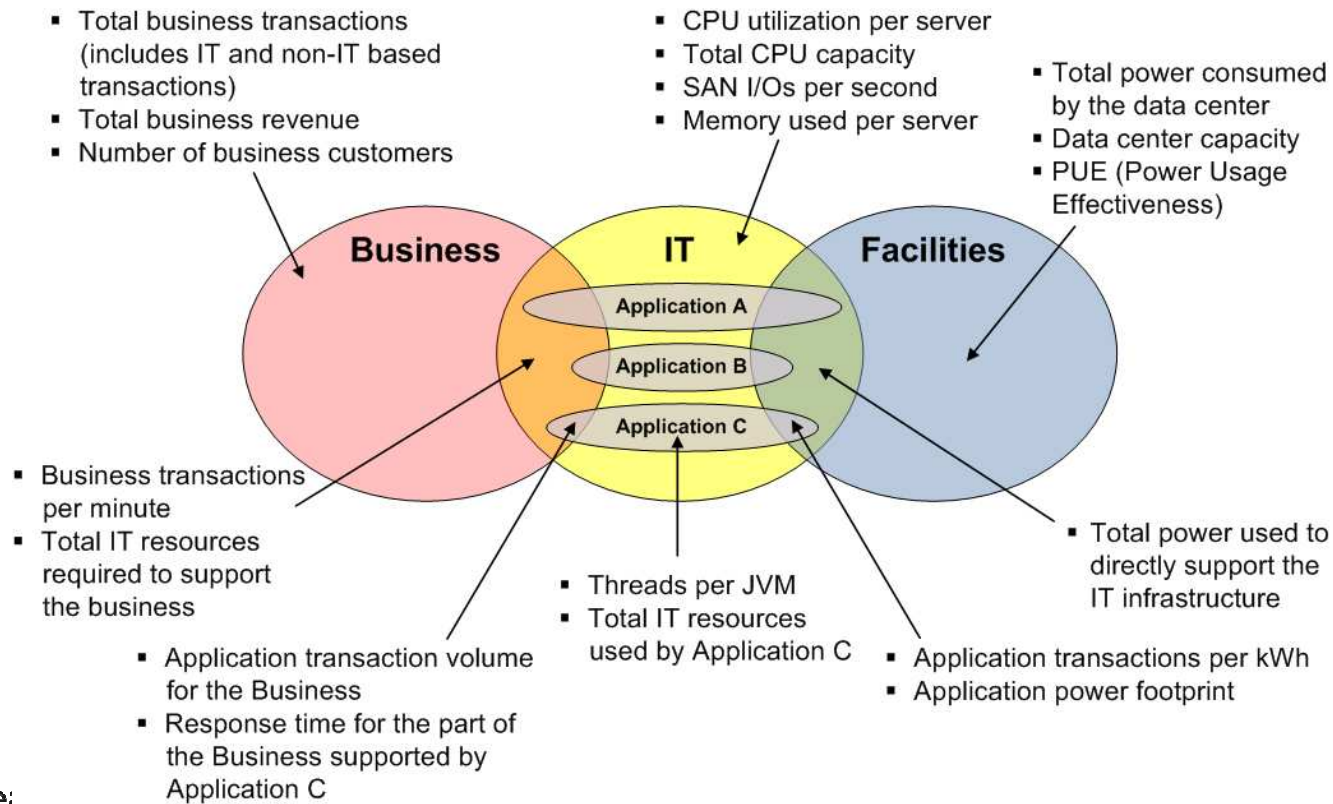 ▪ Total business transactions
(includes IT and non-IT based
transactions)
▪ Total business revenue
▪ Number of business customers
▪ CPU utilization per server
▪ Total CPU capacity
▪ SAN I/Os per second
▪ Memory used per server
▪ Total power consumed
by the data center
▪ Data center capacity
▪ PUE (Power Usage
Effectiveness)
Business
IT
Facilities
Application A
Application B
Application C
▪ Business transactions
per minute
▪ Total IT resources
required to support
the business
▪ Application transaction volume
for the Business
▪ Response time for the part of
the Business supported by
Application C
▪ Threads per JVM
▪ Total IT resources
used by Application C
▪ Application transactions per kWh
▪ Application power footprint
▪ Total power used to
directly support the
IT infrastructure